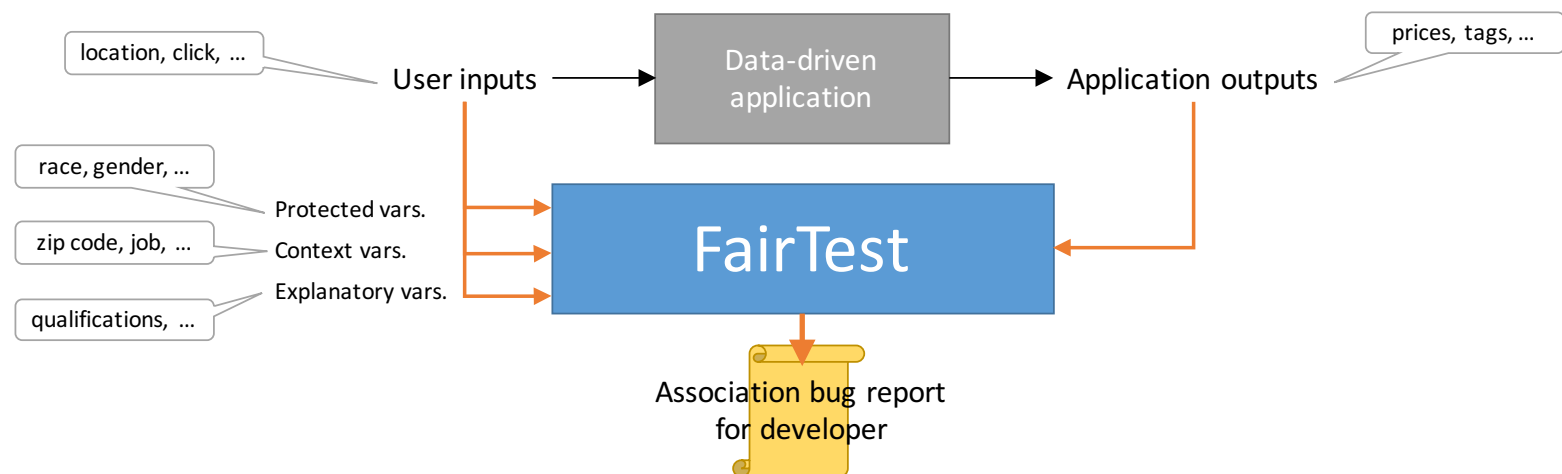 location, click, …
User inputs
Data-driven
application
Application outputs
prices, tags, …
race, gender, …
Protected vars.
zip code, job, …
Context vars.
Explanatory vars.
qualifications, …
FairTest
Association bug report
for developer